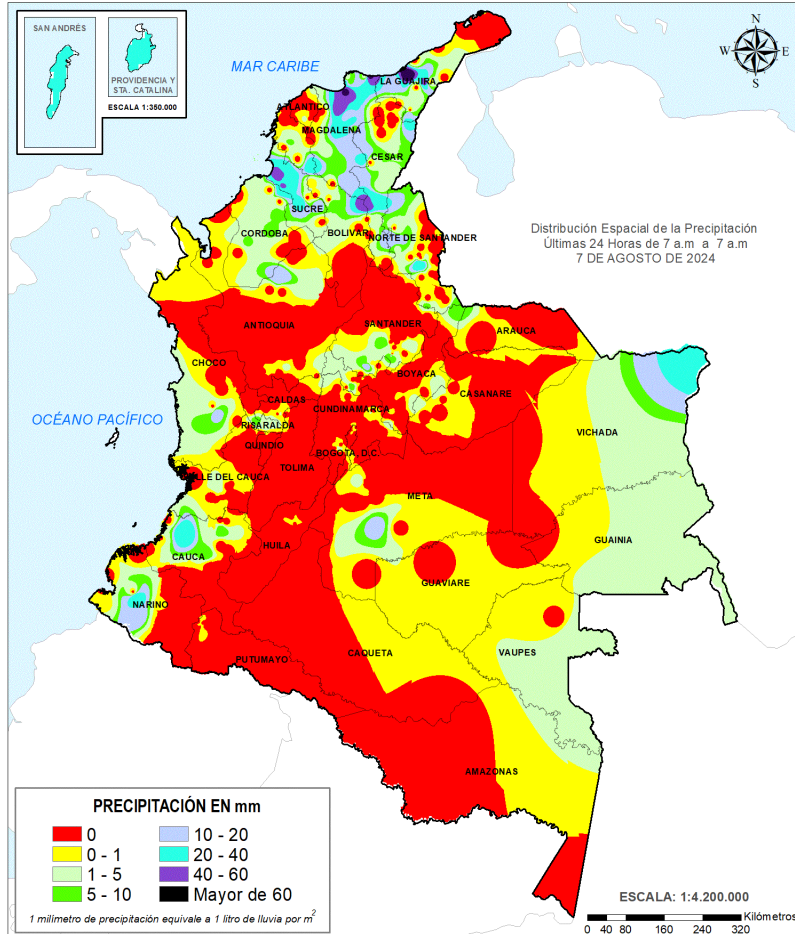 SAN ANDRÉS
PROVIDENCIA Y
STA. CATALINA
ESCALA 1:350.000
MAR CARIBE
N
W
E
S
LA GUAJIRA
ATLANTICO
MAGDALENA
CESAR
SUCRE
CORDOBA
BOLIVAR
NORTE DE SANTANDER
Distribución Espacial de la Precipitación
Últimas 24 Horas de 7 a.m a 7 a.m
7 DE AGOSTO DE 2024
ANTIOQUIA
SANTANDER
ARAUCA
CHOCO
BOYACA
CASANARE
CALDAS
CUNDINAMARCA
OCÉANO PACÍFICO
RISARALDA
VICHADA
QUINDIO
BOGOTA D.C.
TOLIMA
LLE DEL CAUCA
META
GUAINIA
CAUCA
HUILA
GUAVIARE
NARIÑO
CAQUETA
VAUPES
PUTUMAYO
AMAZONAS
PRECIPITACIÓN EN mm
0
0 - 1
1 - 5
5 - 10
10 - 20
20 - 40
40 - 60
Mayor de 60
1 milímetro de precipitación equivale a 1 litro de lluvia por m2
ESCALA: 1:4.200.000
Kilómetros
0 40 80 160 240 320